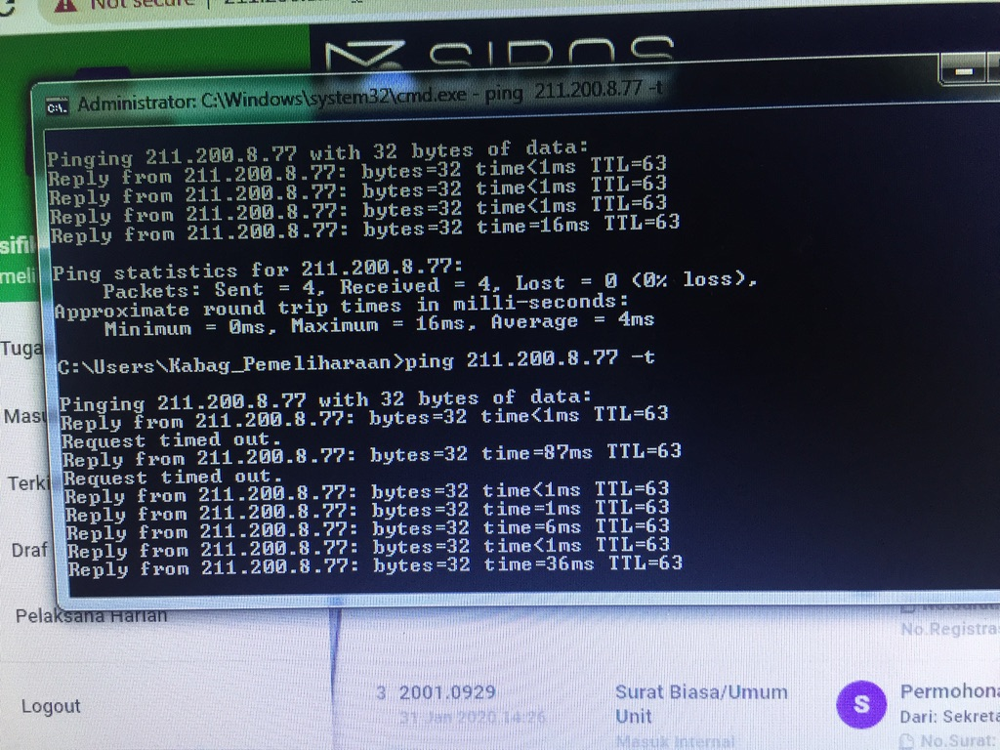 Not secure
SIDOS
Administrator: C:\Windows\system32\cmd.exe - ping 211.200.8.77 -t
Pinging 211.200.8.77 with 32 bytes of data:
Reply from 211.200.8.77: bytes=32 time<1ms TTL=63
Reply from 211.200.8.77: bytes=32 time<1ms TTL=63
Reply from 211.200.8.77: bytes=32 time<1ms TTL=63
Reply from 211.200.8.77: bytes=32 time=16ms TTL=63
Ping statistics for 211.200.8.77:
Packets: Sent = 4, Received = 4, Lost = 0 (0% loss),
Approximate round trip times in milli-seconds:
Minimum = 0ms, Maximum = 16ms, Average = 4ms
C:\Users\Kabag_Pemeliharaan>ping 211.200.8.77 -t
Pinging 211.200.8.77 with 32 bytes of data:
Reply from 211.200.8.77: bytes=32 time<1ms TTL=63
Request timed out.
Reply from 211.200.8.77: bytes=32 time=87ms TTL=63
Request timed out.
Reply from 211.200.8.77: bytes=32 time<1ms TTL=63
Reply from 211.200.8.77: bytes=32 time=1ms TTL=63
Reply from 211.200.8.77: bytes=32 time=6ms TTL=63
Reply from 211.200.8.77: bytes=32 time<1ms TTL=63
Reply from 211.200.8.77: bytes=32 time=36ms TTL=63
sifik
meli
Tuga
Masu
Terki
Draf
Pelaksana Harian
Logout
No.Registra
3 2001.0929
31 Jan 2020 14:26
Surat Biasa/Umum
Unit
Masuk Internal
S
Permohona
Dari: Sekreta
No.Surat: